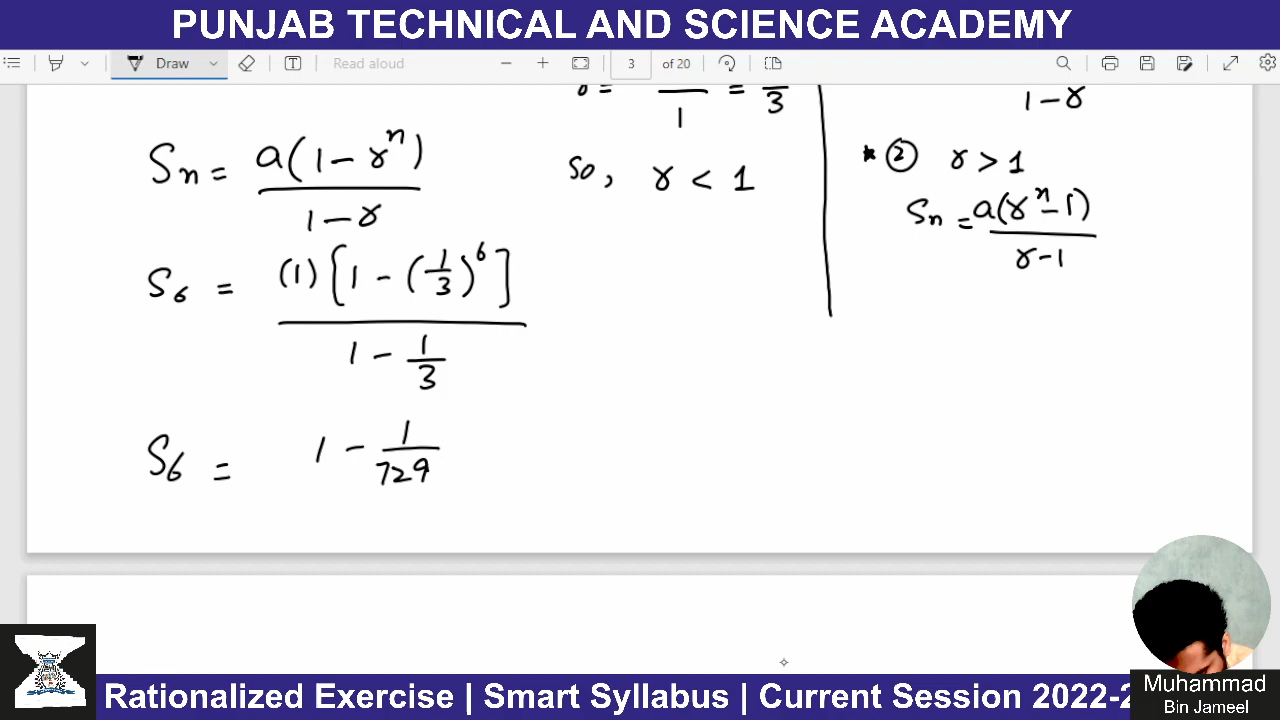 PUNJAB TECHNICAL AND SCIENCE ACADEMY
Draw Read aloud 3 of 20
r = — / 1 = — / 3
Sn = a(1 - r^n) / 1 - r
So, r < 1
S6 = (1)[1 - (1/3)^6] / 1 - 1/3
S6 = 1 - 1/729
1 - r
* ② r > 1
Sn = a(r^n - 1) / r - 1
Rationalized Exercise | Smart Syllabus | Current Session 2022-2
Muhammad
Bin Jameel